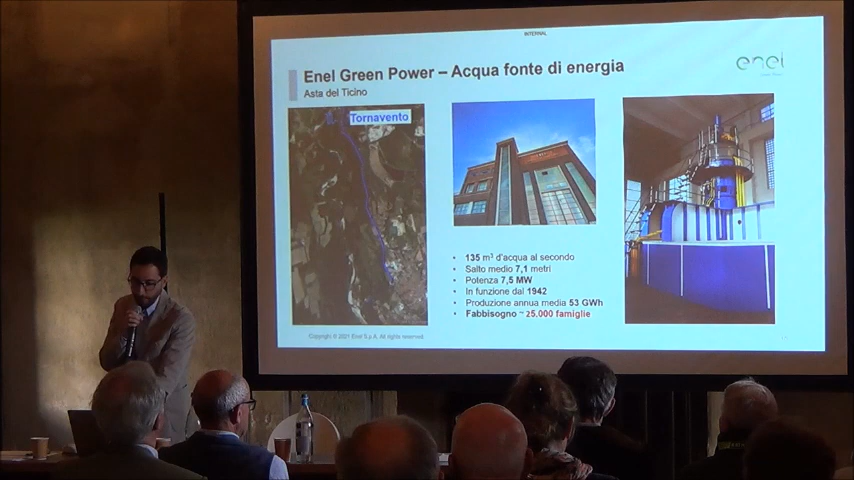 INTERNAL
Enel Green Power – Acqua fonte di energia
enel
Asta del Ticino
Tornavento
• 135 m³ d'acqua al secondo
• Salto medio 7,1 metri
• Potenza 7,5 MW
• In funzione dal 1942
• Produzione annua media 53 GWh
• Fabbisogno ~ 25.000 famiglie
Copyright © 2021 Enel S.p.A. All rights reserved.